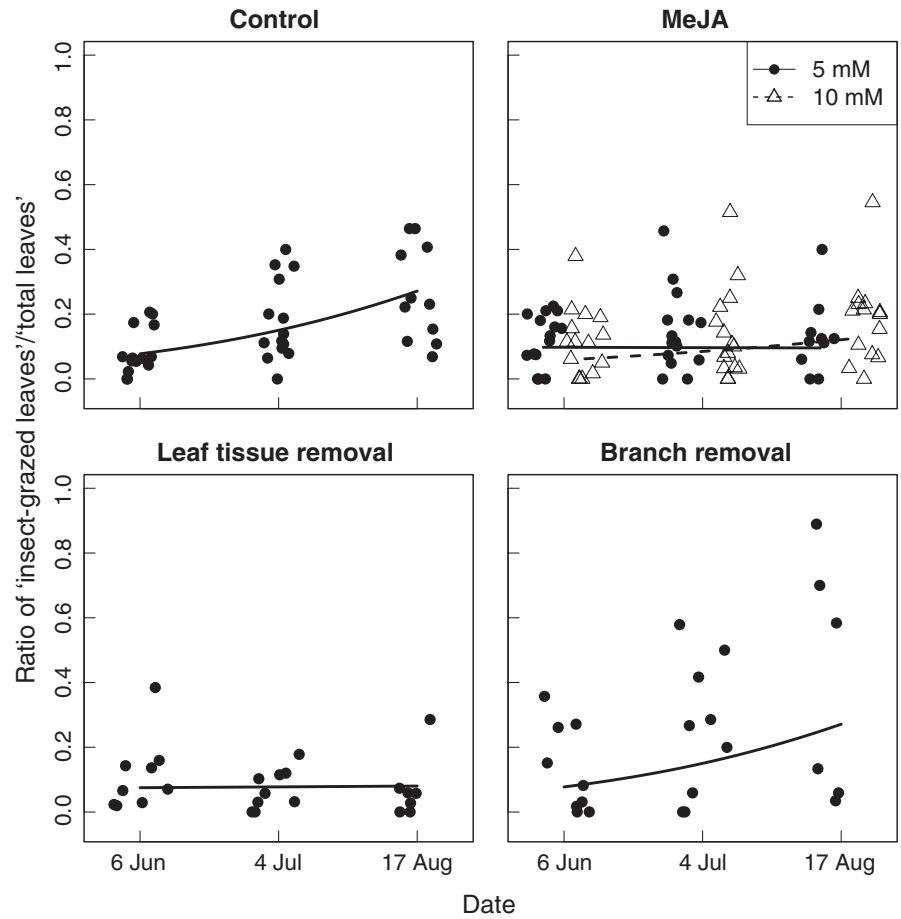 Control
MeJA
5 mM
10 mM
1.0
0.8
0.6
0.4
0.2
0.0
Leaf tissue removal
Branch removal
1.0
0.8
0.6
0.4
0.2
0.0
Ratio of 'insect-grazed leaves'/'total leaves'
6 Jun
4 Jul
17 Aug
6 Jun
4 Jul
17 Aug
Date